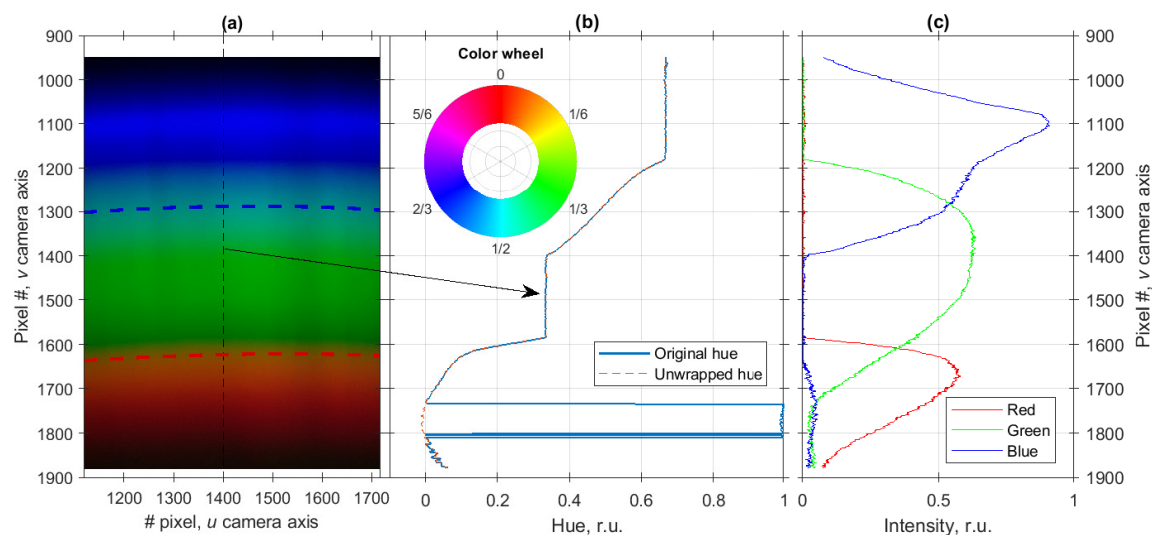 (a)
(b)
(c)
900
1000
1100
1200
1300
1400
1500
1600
1700
1800
1900
Pixel #, v camera axis
1200 1300 1400 1500 1600 1700
# pixel, u camera axis
Color wheel
0
5/6 1/6
2/3 1/3
1/2
Original hue
Unwrapped hue
0 0.2 0.4 0.6 0.8 1
Hue, r.u.
Red
Green
Blue
0 0.5 1
Intensity, r.u.
900
1000
1100
1200
1300
1400
1500
1600
1700
1800
1900
Pixel #, v camera axis